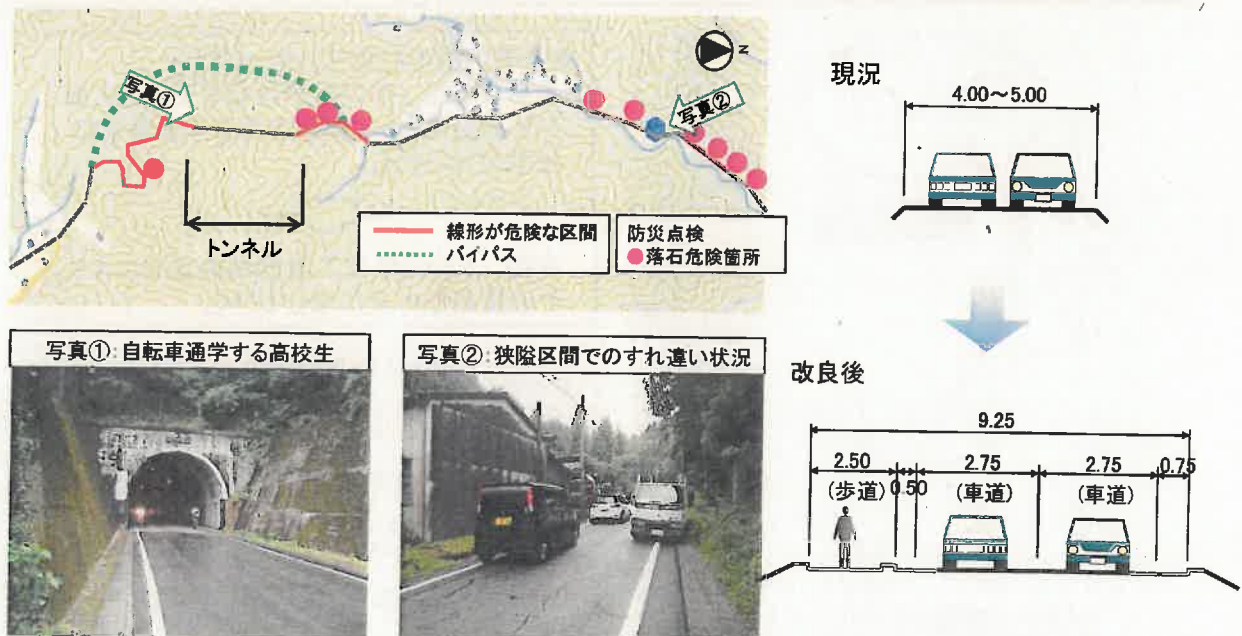 写真①
N
写真②
トンネル
線形が危険な区間
バイパス
防災点検
落石危険箇所
写真①:自転車通学する高校生
写真②:狭隘区間でのすれ違い状況
現況
4.00～5.00
改良後
9.25
2.50
0.50
2.75
2.75
0.75
(歩道)
(車道)
(車道)